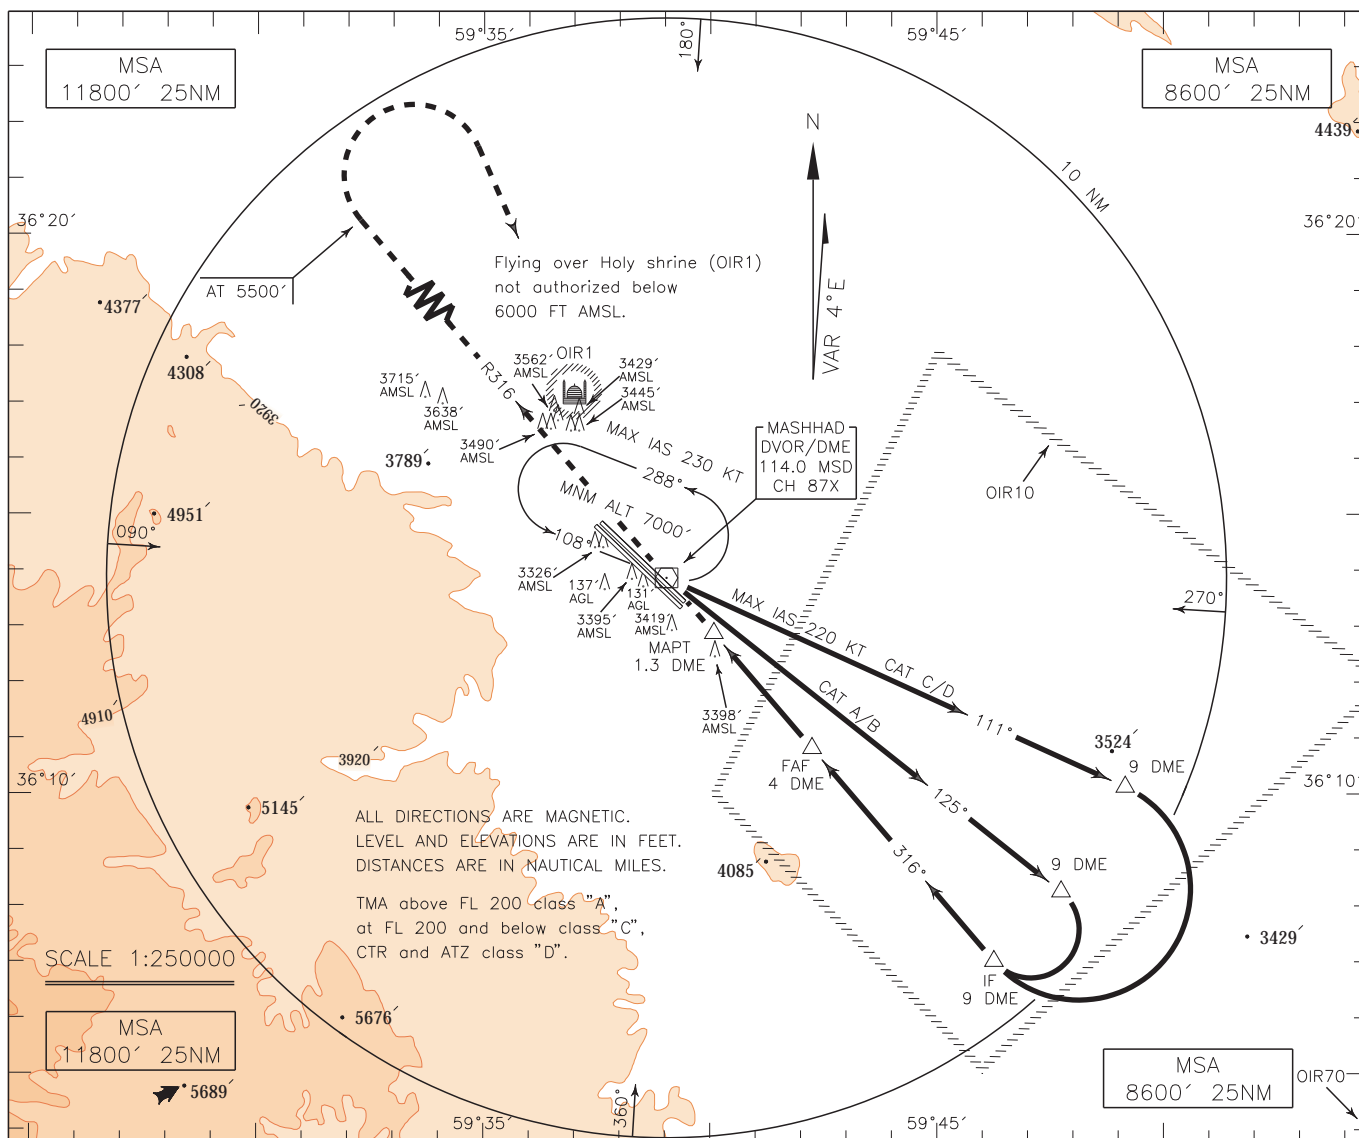 59°35′
59°45′
180°
MSA
11800′ 25NM
MSA
8600′ 25NM
4439′
10 NM
N
VAR 4°E
36°20′
36°20′
AT 5500′
Flying over Holy shrine (OIR1)
not authorized below
6000 FT AMSL.
4377′
4308′
3920′
R316
OIR1
3562′
AMSL
3429′
AMSL
3445′
AMSL
3715′
AMSL
3638′
AMSL
3490′
AMSL
3789′
MAX IAS 230 KT
288°
MNM ALT 7000′
108°
MASHHAD
DVOR/DME
114.0 MSD
CH 87X
OIR10
4951′
090°
270°
3326′
AMSL
137′
AGL
131′
AGL
3395′
AMSL
3419′
AMSL
MAPT
1.3 DME
3398′
AMSL
MAX IAS 220 KT CAT C/D
111°
CAT A/B
125°
4910′
3920′
FAF
4 DME
3524′
9 DME
36°10′
36°10′
5145′
ALL DIRECTIONS ARE MAGNETIC.
LEVEL AND ELEVATIONS ARE IN FEET.
DISTANCES ARE IN NAUTICAL MILES.
TMA above FL 200 class "A",
at FL 200 and below class "C",
CTR and ATZ class "D".
4085′
316°
9 DME
3429′
IF
9 DME
SCALE 1:250000
MSA
11800′ 25NM
5676′
5689′
360°
MSA
8600′ 25NM
OIR70
59°35′
59°45′